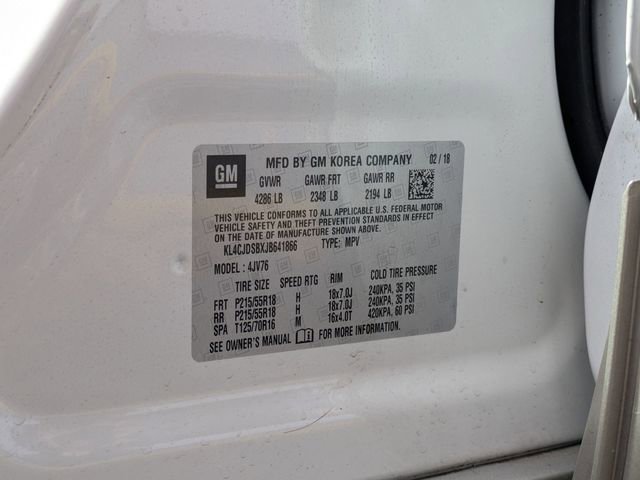 GM
MFD BY GM KOREA COMPANY 02 / 18
GVWR GAWR FRT GAWR RR
4286 LB 2348 LB 2194 LB
THIS VEHICLE CONFORMS TO ALL APPLICABLE U.S. FEDERAL MOTOR
VEHICLE SAFETY AND THEFT PREVENTION STANDARDS IN EFFECT
ON THE DATE OF MANUFACTURE SHOWN ABOVE.
KL4CJDSBXJB641866 TYPE: MPV
MODEL : 4JV76
TIRE SIZE SPEED RTG RIM COLD TIRE PRESSURE
FRT P215/55R18 H 18x7.0J 240KPA, 35 PSI
RR P215/55R18 H 18x7.0J 240KPA, 35 PSI
SPA T125/70R16 M 16x4.0T 420KPA, 60 PSI
SEE OWNER'S MANUAL FOR MORE INFORMATION.